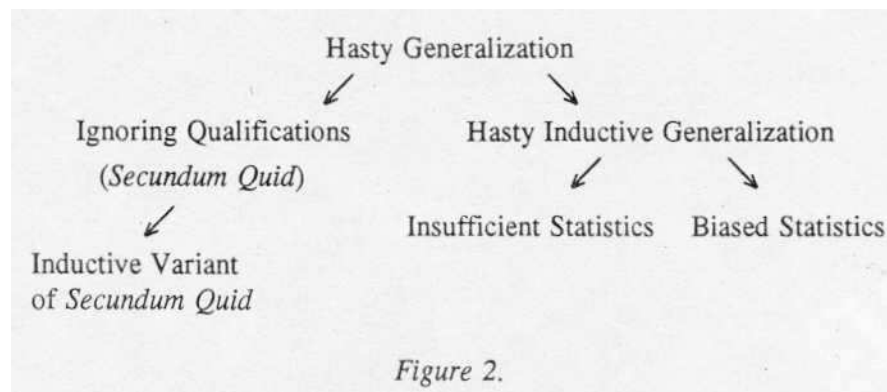 Hasty Generalization
Ignoring Qualifications
(Secundum Quid)
Hasty Inductive Generalization
Insufficient Statistics
Biased Statistics
Inductive Variant
of Secundum Quid
Figure 2.